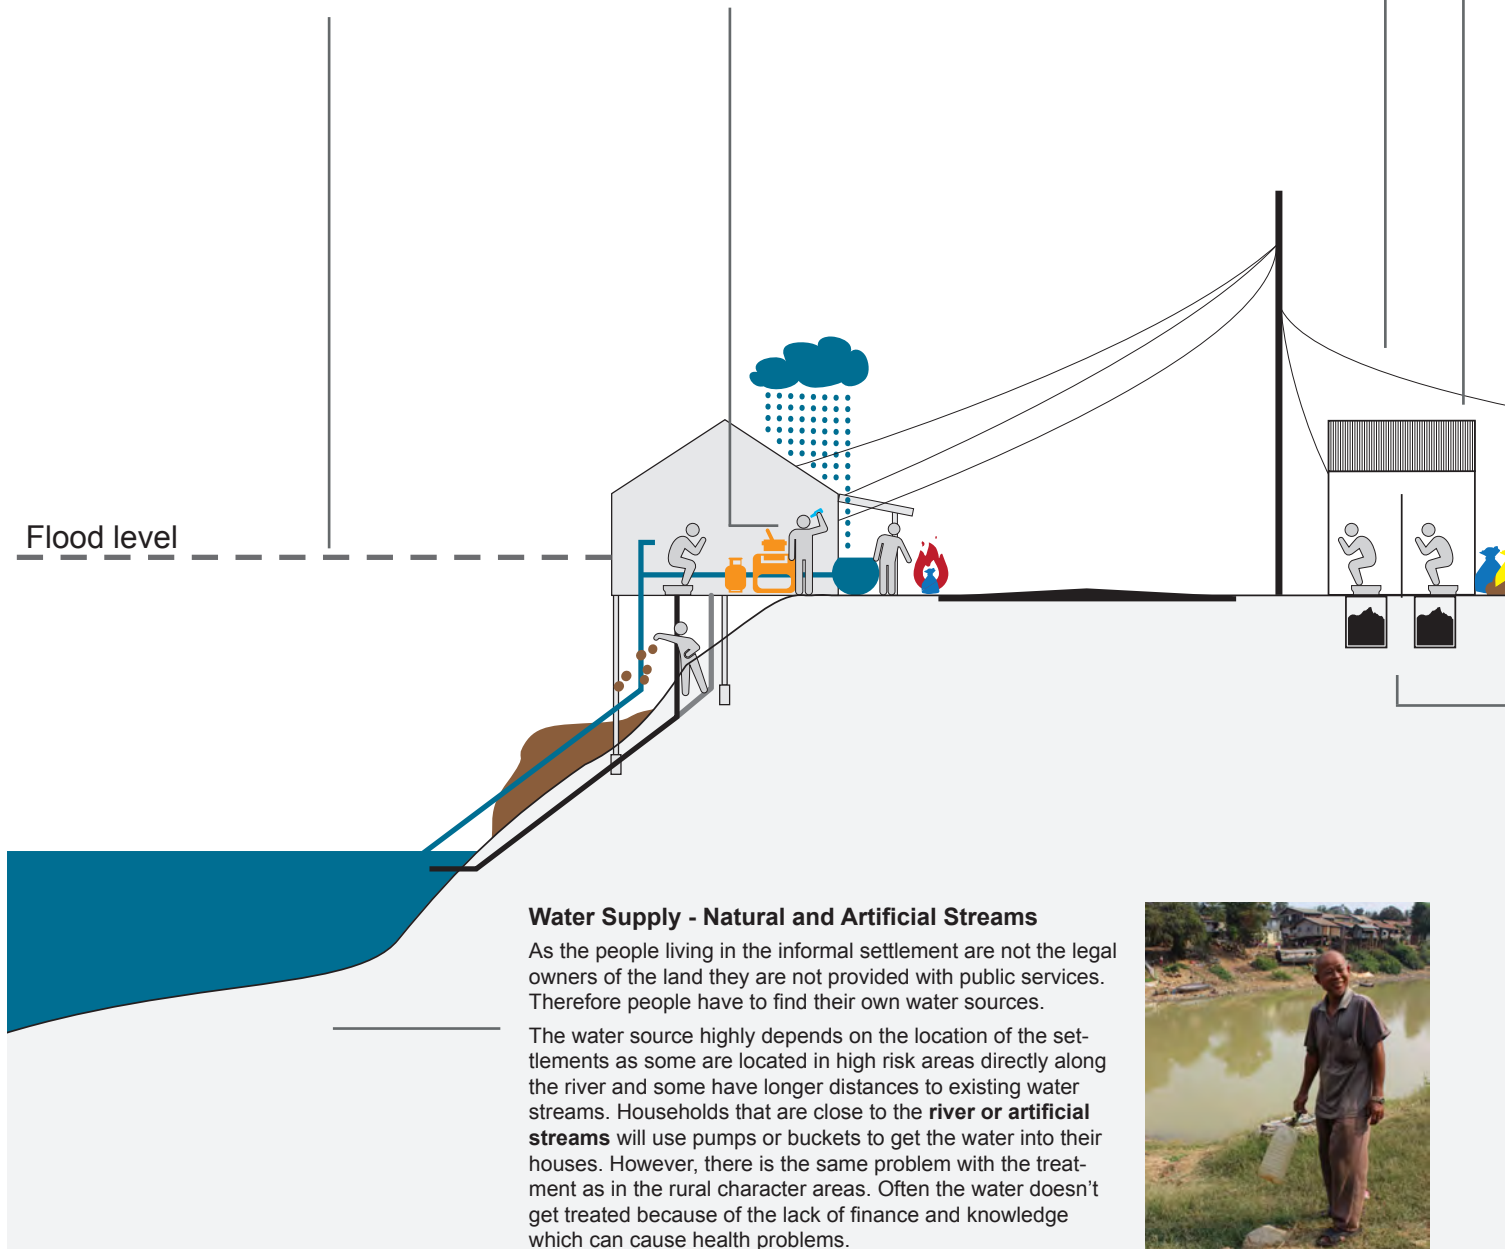 Flood level
Water Supply - Natural and Artificial Streams
As the people living in the informal settlement are not the legal
owners of the land they are not provided with public services.
Therefore people have to find their own water sources.
The water source highly depends on the location of the set-
tlements as some are located in high risk areas directly along
the river and some have longer distances to existing water
streams. Households that are close to the river or artificial
streams will use pumps or buckets to get the water into their
houses. However, there is the same problem with the treat-
ment as in the rural character areas. Often the water doesn’t
get treated because of the lack of finance and knowledge
which can cause health problems.